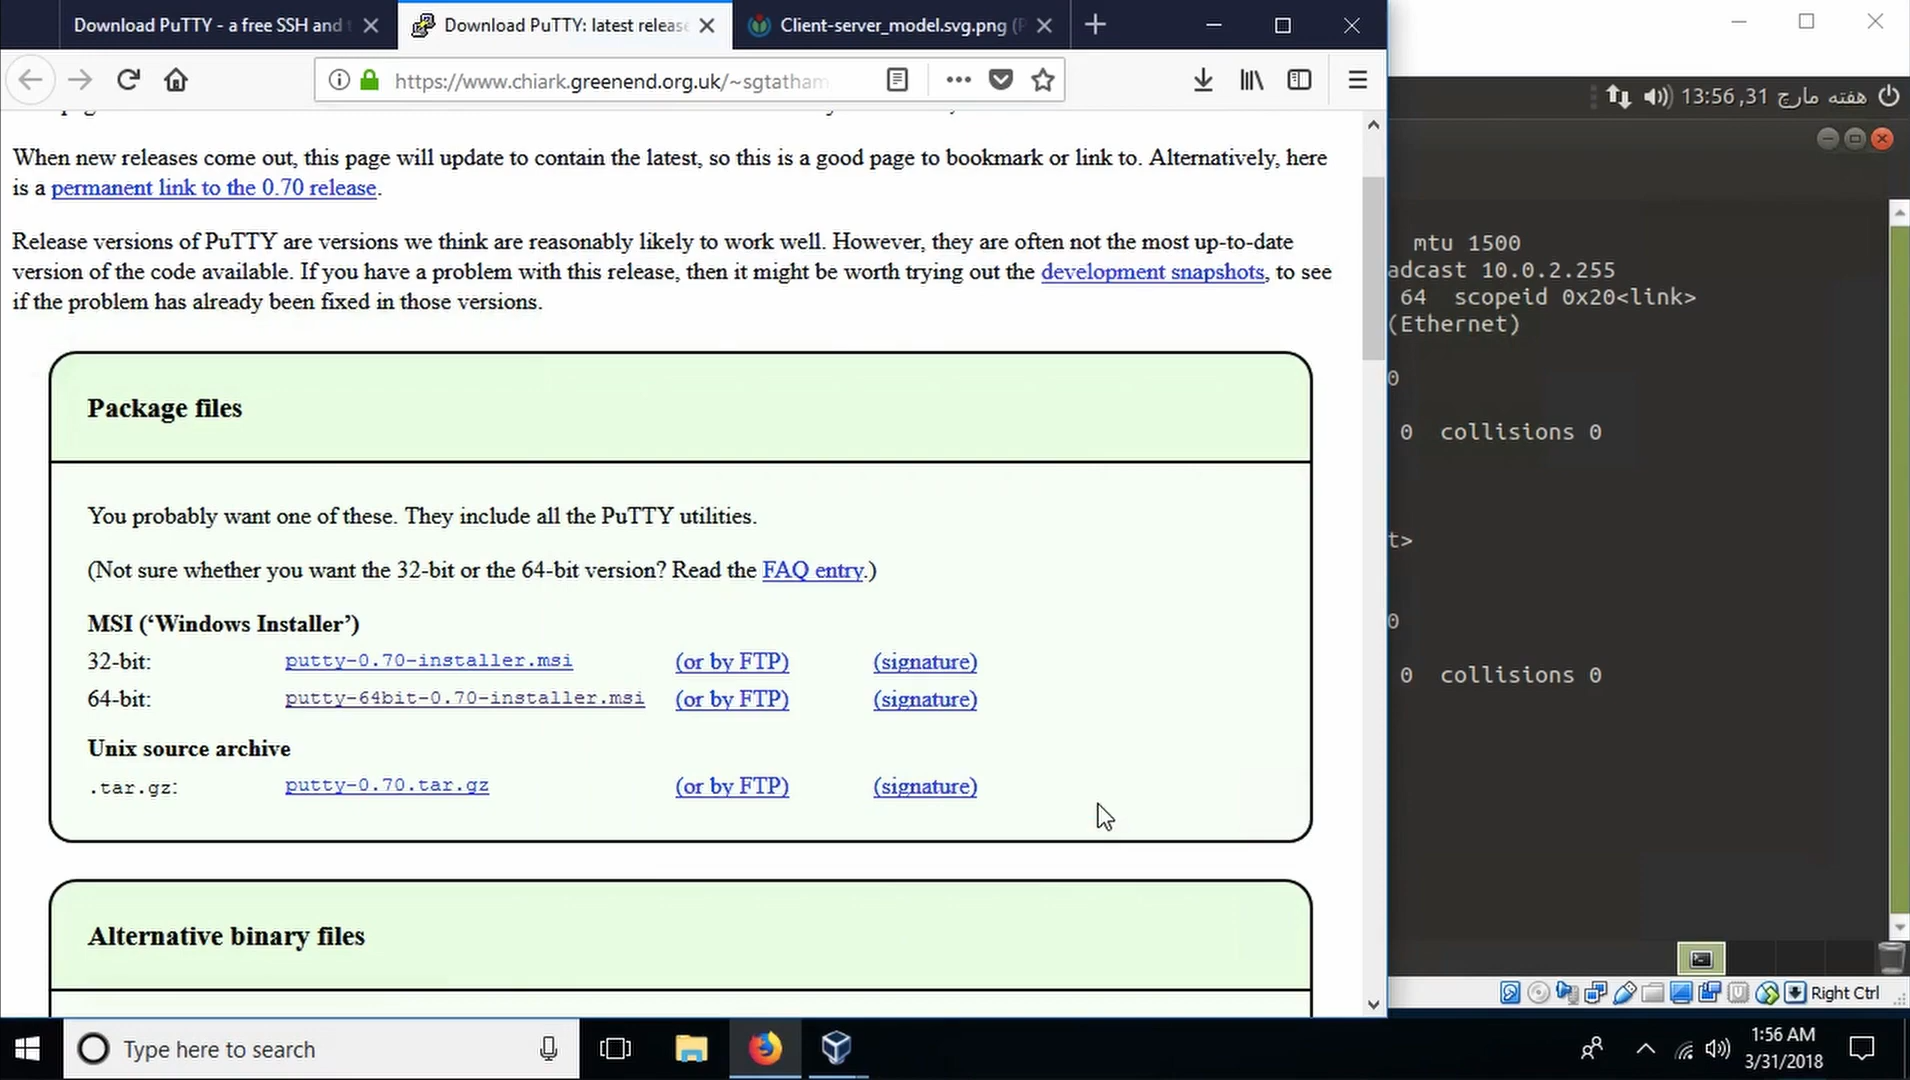 Download PuTTY - a free SSH and
Download PuTTY: latest release
Client-server_model.svg.png (P
https://www.chiark.greenend.org.uk/~sgtatham
When new releases come out, this page will update to contain the latest, so this is a good page to bookmark or link to. Alternatively, here
is a permanent link to the 0.70 release.
Release versions of PuTTY are versions we think are reasonably likely to work well. However, they are often not the most up-to-date
version of the code available. If you have a problem with this release, then it might be worth trying out the development snapshots, to see
if the problem has already been fixed in those versions.
Package files
You probably want one of these. They include all the PuTTY utilities.
(Not sure whether you want the 32-bit or the 64-bit version? Read the FAQ entry.)
MSI (‘Windows Installer’)
32-bit: putty-0.70-installer.msi (or by FTP) (signature)
64-bit: putty-64bit-0.70-installer.msi (or by FTP) (signature)
Unix source archive
.tar.gz: putty-0.70.tar.gz (or by FTP) (signature)
Alternative binary files
هفته مارچ 31, 13:56
mtu 1500
adcast 10.0.2.255
64 scopeid 0x20<link>
(Ethernet)
0
0 collisions 0
t>
0
0 collisions 0
Right Ctrl
Type here to search
1:56 AM
3/31/2018